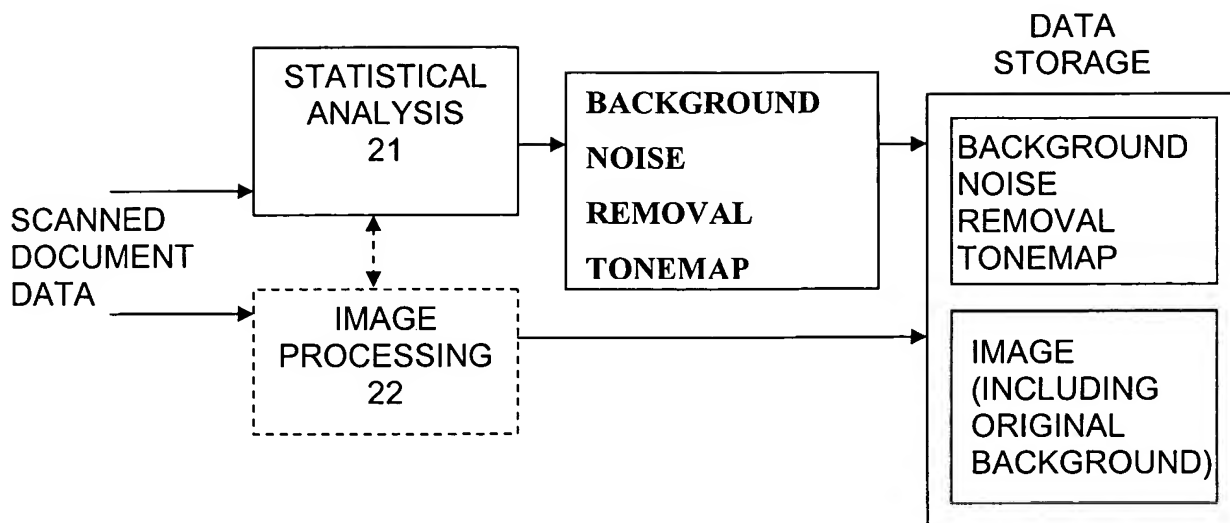 SCANNED
DOCUMENT
DATA
STATISTICAL
ANALYSIS
21
IMAGE
PROCESSING
22
BACKGROUND
NOISE
REMOVAL
TONEMAP
DATA
STORAGE
BACKGROUND
NOISE
REMOVAL
TONEMAP
IMAGE
(INCLUDING
ORIGINAL
BACKGROUND)